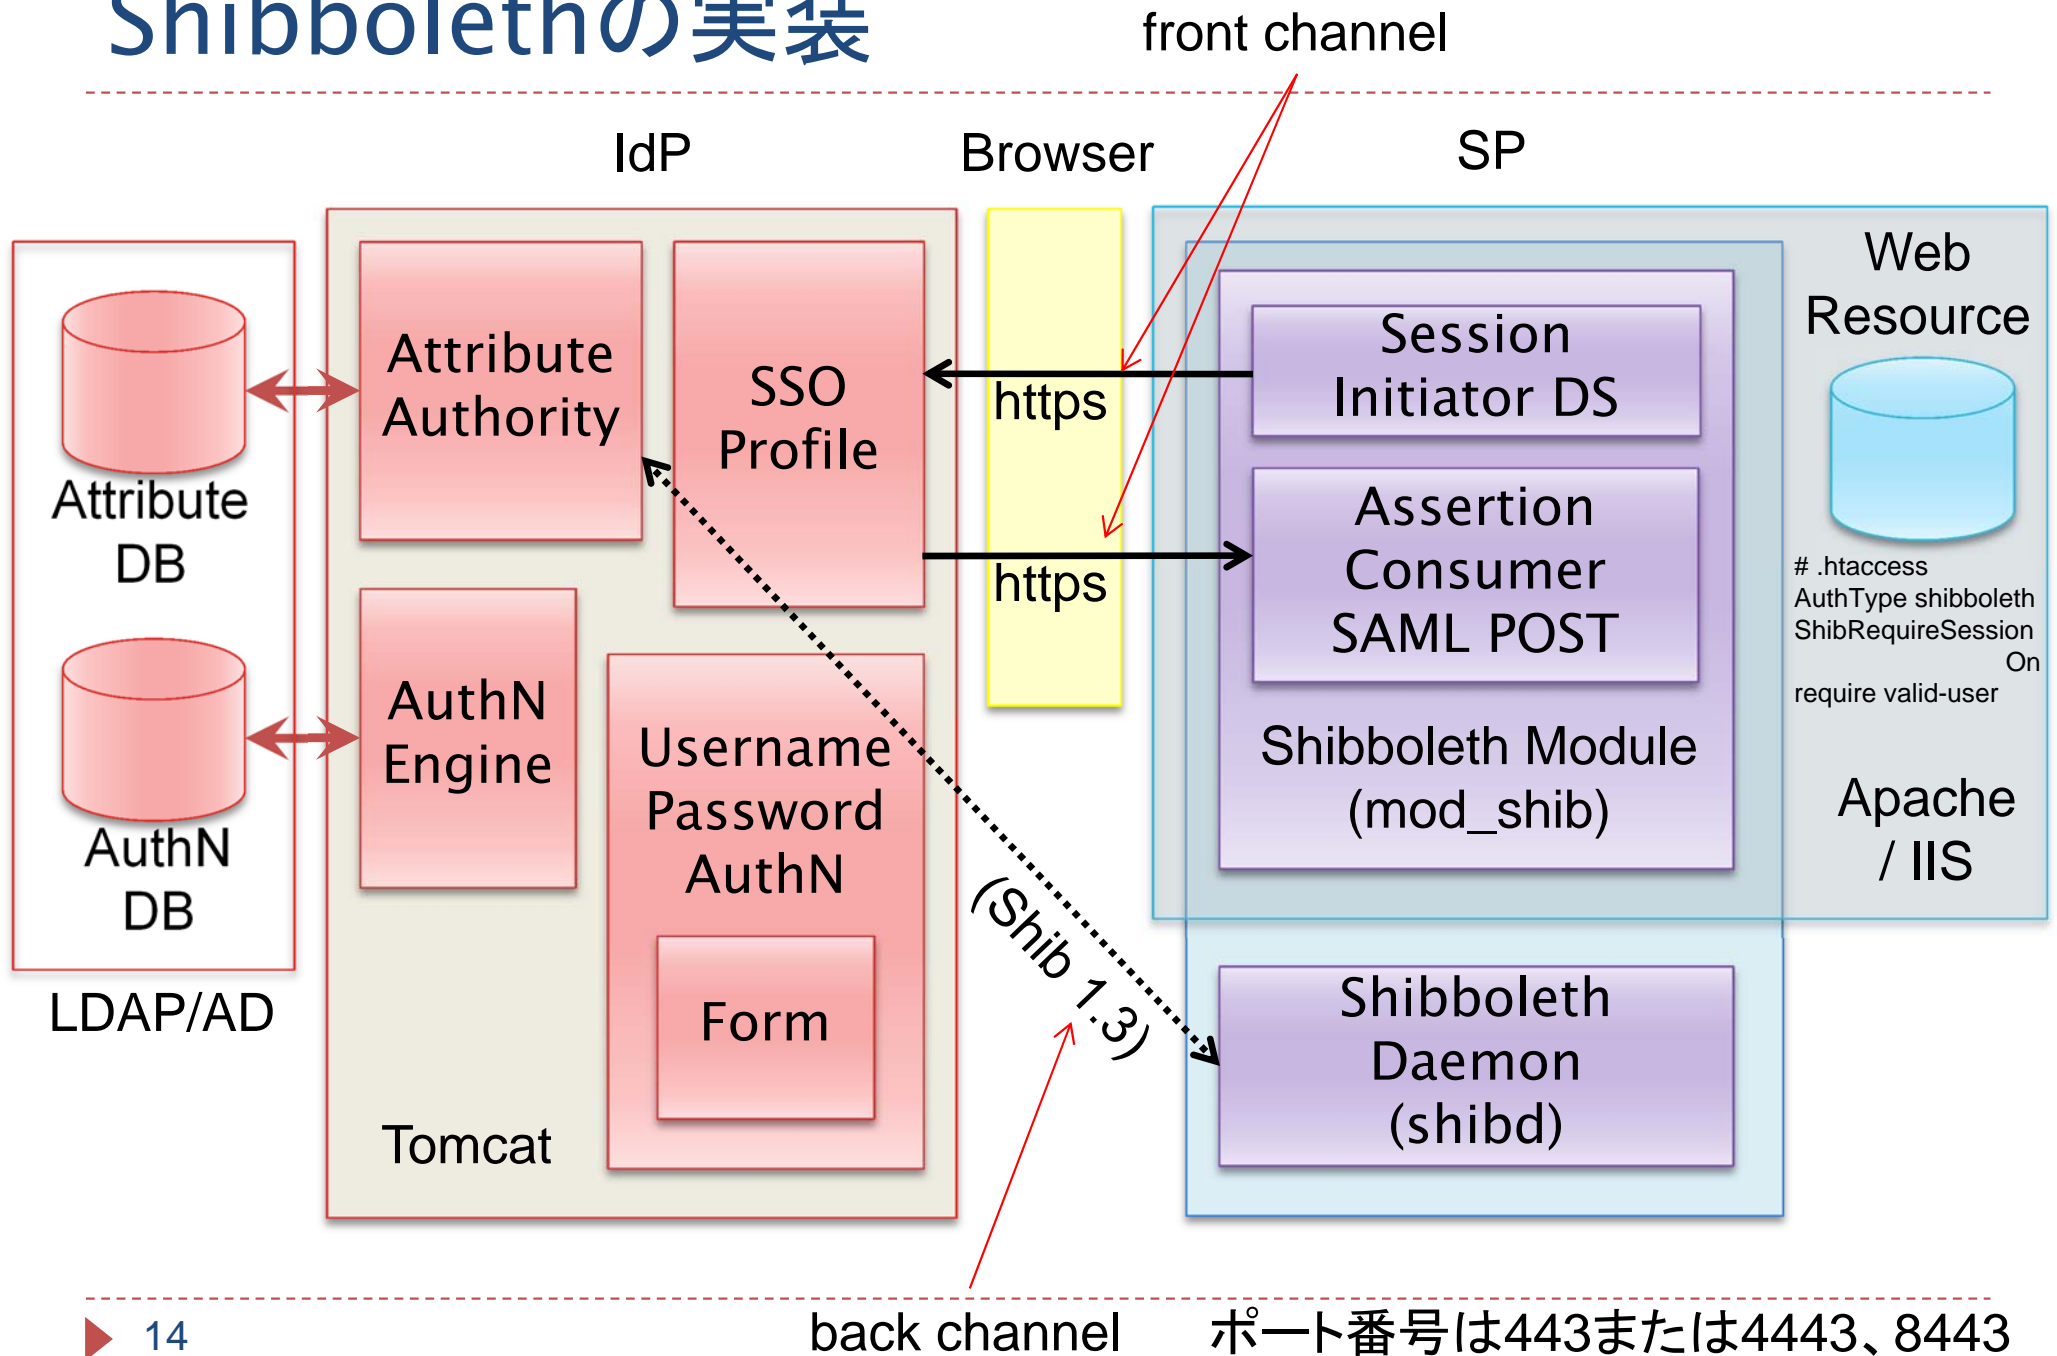 Shibbolethの実装
front channel
IdP
Browser
SP
Attribute
DB
AuthN
DB
LDAP/AD
Attribute
Authority
SSO
Profile
AuthN
Engine
Username
Password
AuthN
Form
Tomcat
https
https
(Shib 1.3)
Session
Initiator DS
Assertion
Consumer
SAML POST
Shibboleth Module
(mod_shib)
Shibboleth
Daemon
(shibd)
Web
Resource
# .htaccess
AuthType shibboleth
ShibRequireSession
On
require valid-user
Apache
/ IIS
14
back channel
ポート番号は443または4443、8443